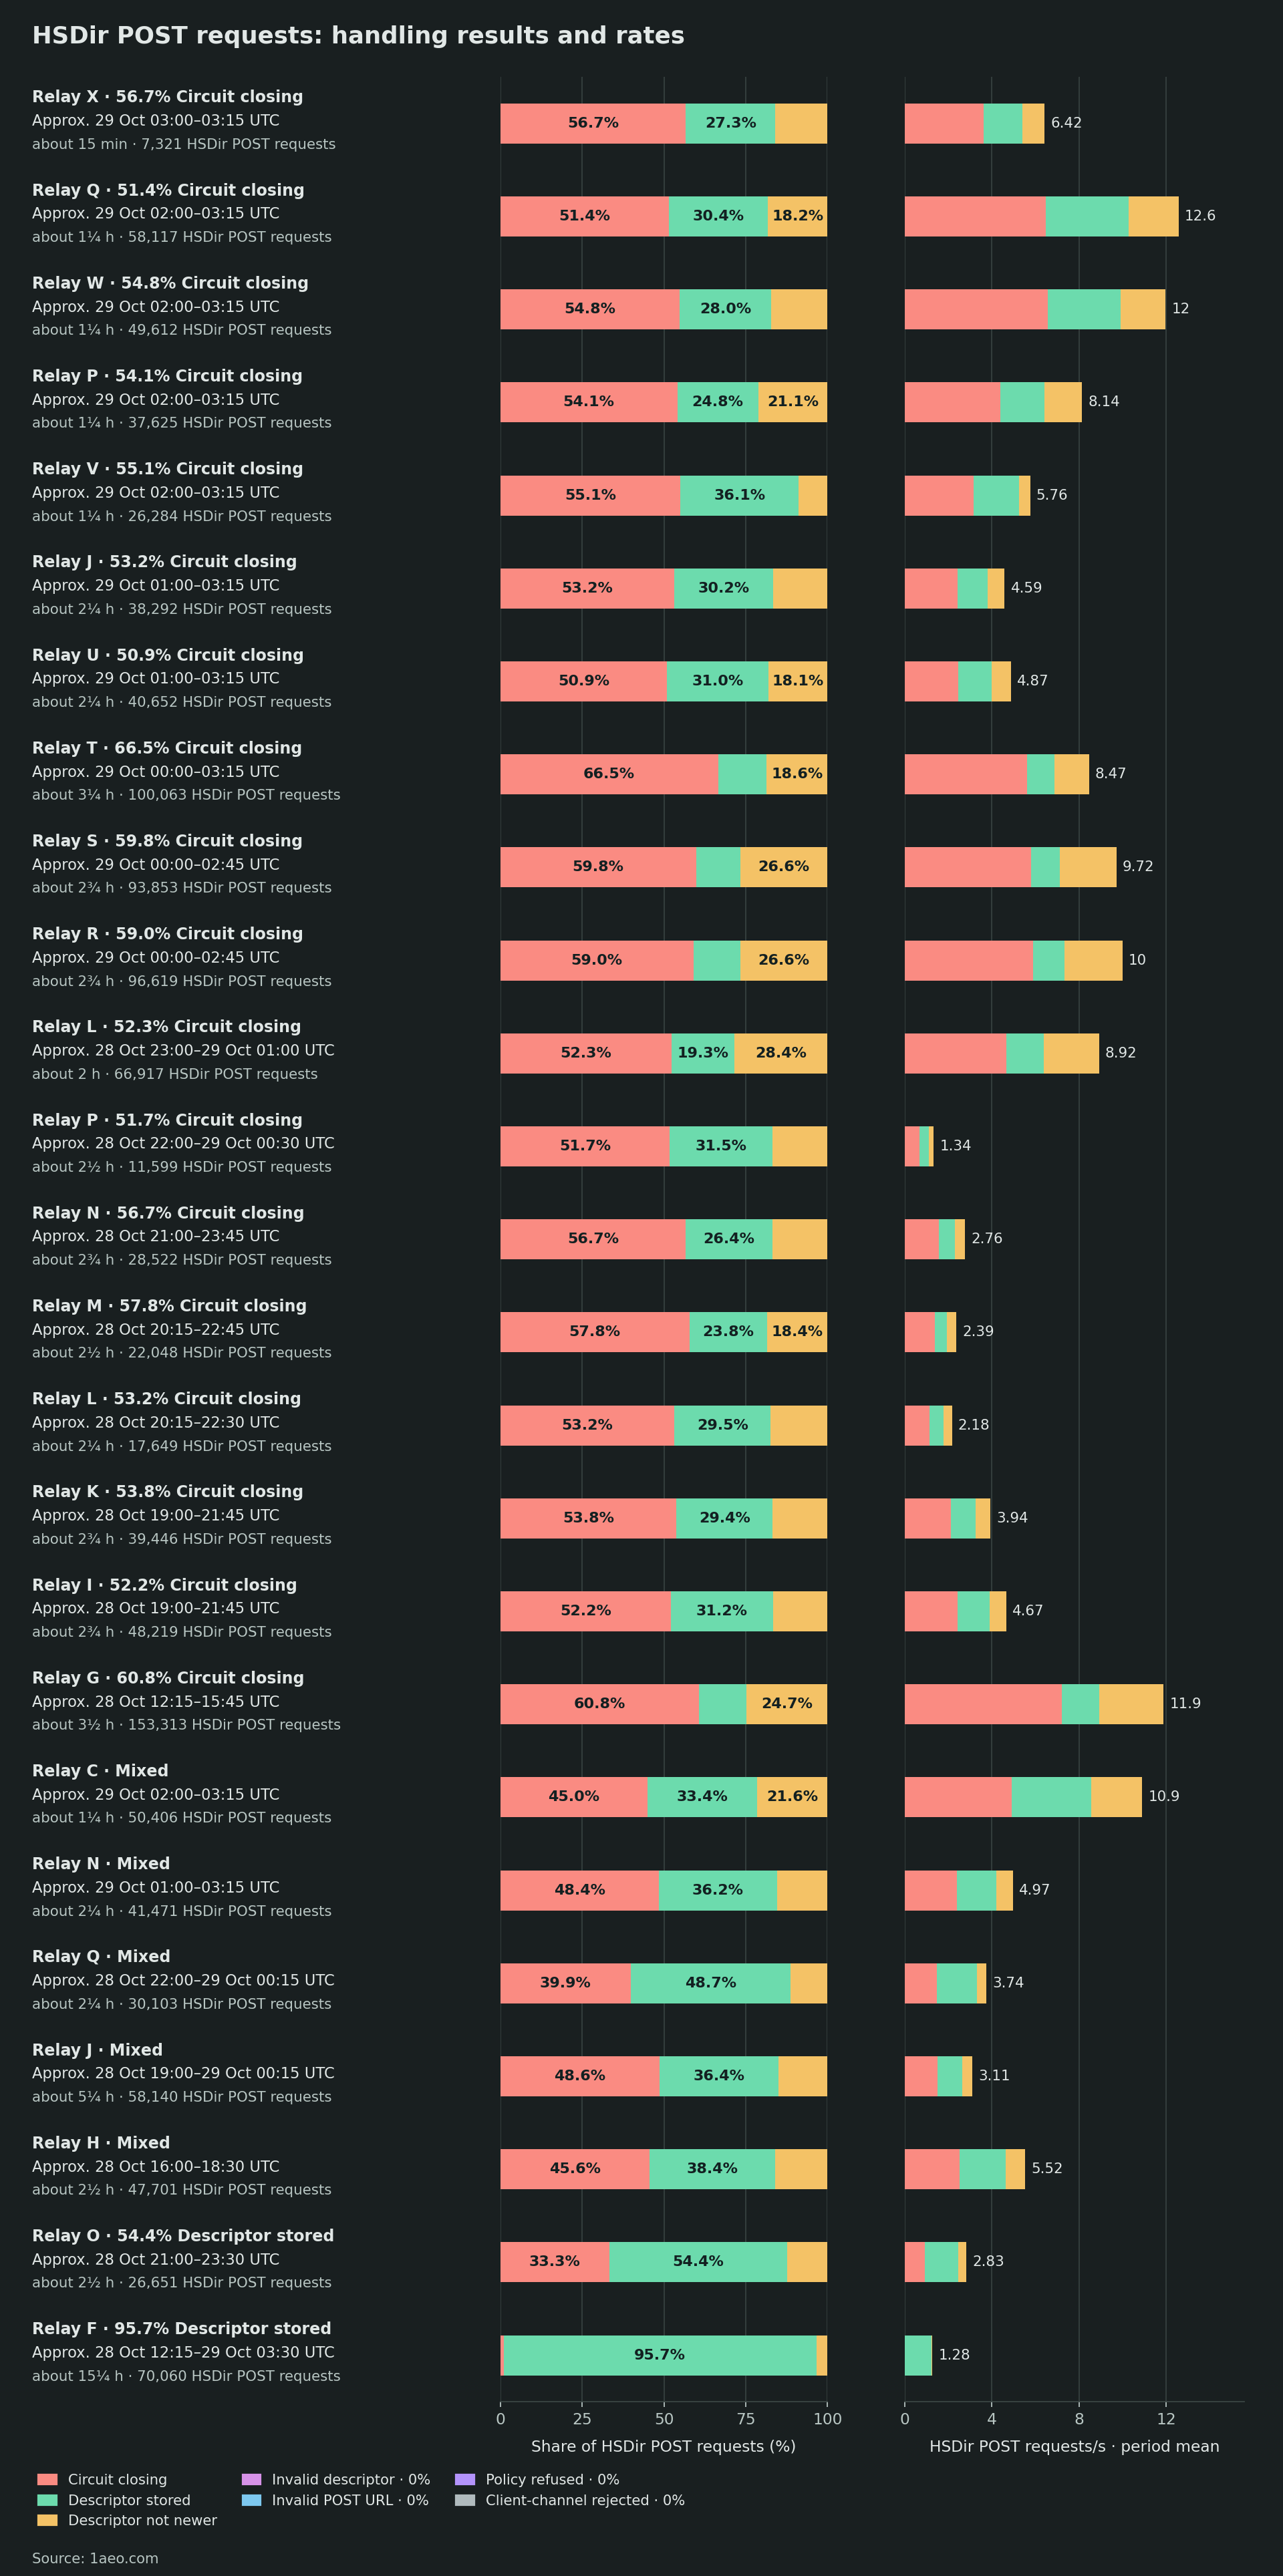 HSDir POST requests: handling results and rates
Relay X · 56.7% Circuit closing
Approx. 29 Oct 03:00–03:15 UTC
about 15 min · 7,321 HSDir POST requests
56.7% 27.3% 6.42
Relay Q · 51.4% Circuit closing
Approx. 29 Oct 02:00–03:15 UTC
about 1¼ h · 58,117 HSDir POST requests
51.4% 30.4% 18.2% 12.6
Relay W · 54.8% Circuit closing
Approx. 29 Oct 02:00–03:15 UTC
about 1¼ h · 49,612 HSDir POST requests
54.8% 28.0% 12
Relay P · 54.1% Circuit closing
Approx. 29 Oct 02:00–03:15 UTC
about 1¼ h · 37,625 HSDir POST requests
54.1% 24.8% 21.1% 8.14
Relay V · 55.1% Circuit closing
Approx. 29 Oct 02:00–03:15 UTC
about 1¼ h · 26,284 HSDir POST requests
55.1% 36.1% 5.76
Relay J · 53.2% Circuit closing
Approx. 29 Oct 01:00–03:15 UTC
about 2¼ h · 38,292 HSDir POST requests
53.2% 30.2% 4.59
Relay U · 50.9% Circuit closing
Approx. 29 Oct 01:00–03:15 UTC
about 2¼ h · 40,652 HSDir POST requests
50.9% 31.0% 18.1% 4.87
Relay T · 66.5% Circuit closing
Approx. 29 Oct 00:00–03:15 UTC
about 3¼ h · 100,063 HSDir POST requests
66.5% 18.6% 8.47
Relay S · 59.8% Circuit closing
Approx. 29 Oct 00:00–02:45 UTC
about 2¾ h · 93,853 HSDir POST requests
59.8% 26.6% 9.72
Relay R · 59.0% Circuit closing
Approx. 29 Oct 00:00–02:45 UTC
about 2¾ h · 96,619 HSDir POST requests
59.0% 26.6% 10
Relay L · 52.3% Circuit closing
Approx. 28 Oct 23:00–29 Oct 01:00 UTC
about 2 h · 66,917 HSDir POST requests
52.3% 19.3% 28.4% 8.92
Relay P · 51.7% Circuit closing
Approx. 28 Oct 22:00–29 Oct 00:30 UTC
about 2½ h · 11,599 HSDir POST requests
51.7% 31.5% 1.34
Relay N · 56.7% Circuit closing
Approx. 28 Oct 21:00–23:45 UTC
about 2¾ h · 28,522 HSDir POST requests
56.7% 26.4% 2.76
Relay M · 57.8% Circuit closing
Approx. 28 Oct 20:15–22:45 UTC
about 2½ h · 22,048 HSDir POST requests
57.8% 23.8% 18.4% 2.39
Relay L · 53.2% Circuit closing
Approx. 28 Oct 20:15–22:30 UTC
about 2¼ h · 17,649 HSDir POST requests
53.2% 29.5% 2.18
Relay K · 53.8% Circuit closing
Approx. 28 Oct 19:00–21:45 UTC
about 2¾ h · 39,446 HSDir POST requests
53.8% 29.4% 3.94
Relay I · 52.2% Circuit closing
Approx. 28 Oct 19:00–21:45 UTC
about 2¾ h · 48,219 HSDir POST requests
52.2% 31.2% 4.67
Relay G · 60.8% Circuit closing
Approx. 28 Oct 12:15–15:45 UTC
about 3½ h · 153,313 HSDir POST requests
60.8% 24.7% 11.9
Relay C · Mixed
Approx. 29 Oct 02:00–03:15 UTC
about 1¼ h · 50,406 HSDir POST requests
45.0% 33.4% 21.6% 10.9
Relay N · Mixed
Approx. 29 Oct 01:00–03:15 UTC
about 2¼ h · 41,471 HSDir POST requests
48.4% 36.2% 4.97
Relay Q · Mixed
Approx. 28 Oct 22:00–29 Oct 00:15 UTC
about 2¼ h · 30,103 HSDir POST requests
39.9% 48.7% 3.74
Relay J · Mixed
Approx. 28 Oct 19:00–29 Oct 00:15 UTC
about 5¼ h · 58,140 HSDir POST requests
48.6% 36.4% 3.11
Relay H · Mixed
Approx. 28 Oct 16:00–18:30 UTC
about 2½ h · 47,701 HSDir POST requests
45.6% 38.4% 5.52
Relay O · 54.4% Descriptor stored
Approx. 28 Oct 21:00–23:30 UTC
about 2½ h · 26,651 HSDir POST requests
33.3% 54.4% 2.83
Relay F · 95.7% Descriptor stored
Approx. 28 Oct 12:15–29 Oct 03:30 UTC
about 15¼ h · 70,060 HSDir POST requests
95.7% 1.28
0 25 50 75 100 0 4 8 12
Share of HSDir POST requests (%) HSDir POST requests/s · period mean
Circuit closing Invalid descriptor · 0% Policy refused · 0%
Descriptor stored Invalid POST URL · 0% Client-channel rejected · 0%
Descriptor not newer
Source: 1aeo.com